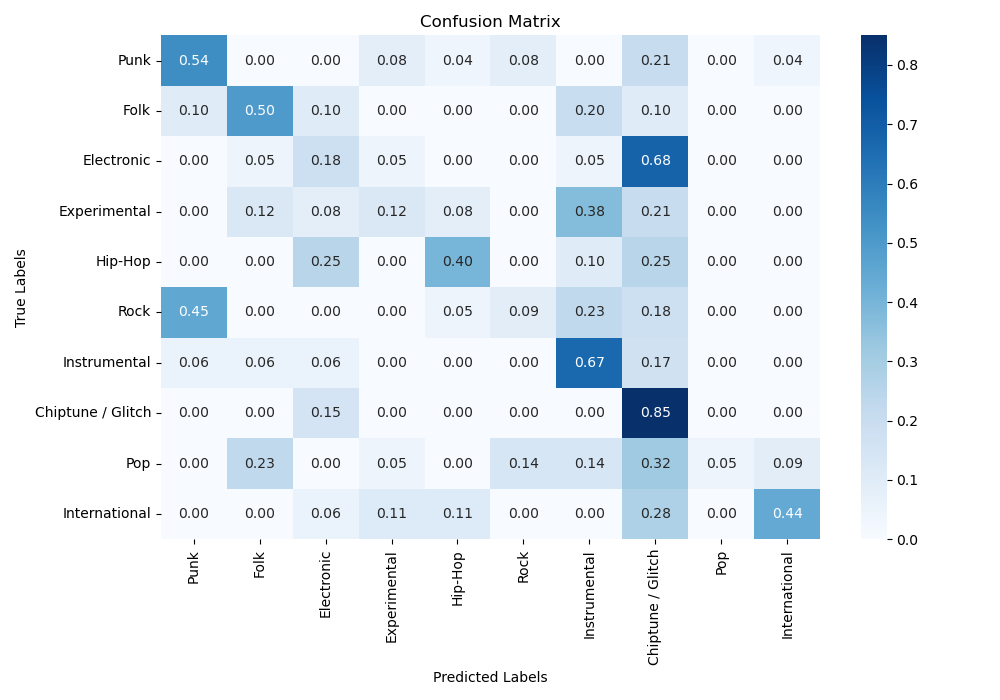 Confusion Matrix
Punk 0.54 0.00 0.00 0.08 0.04 0.08 0.00 0.21 0.00 0.04
Folk 0.10 0.50 0.10 0.00 0.00 0.00 0.20 0.10 0.00 0.00
Electronic 0.00 0.05 0.18 0.05 0.00 0.00 0.05 0.68 0.00 0.00
Experimental 0.00 0.12 0.08 0.12 0.08 0.00 0.38 0.21 0.00 0.00
Hip-Hop 0.00 0.00 0.25 0.00 0.40 0.00 0.10 0.25 0.00 0.00
Rock 0.45 0.00 0.00 0.00 0.05 0.09 0.23 0.18 0.00 0.00
Instrumental 0.06 0.06 0.06 0.00 0.00 0.00 0.67 0.17 0.00 0.00
Chiptune / Glitch 0.00 0.00 0.15 0.00 0.00 0.00 0.00 0.85 0.00 0.00
Pop 0.00 0.23 0.00 0.05 0.00 0.14 0.14 0.32 0.05 0.09
International 0.00 0.00 0.06 0.11 0.11 0.00 0.00 0.28 0.00 0.44
True Labels
Punk Folk Electronic Experimental Hip-Hop Rock Instrumental Chiptune / Glitch Pop International
Predicted Labels
0.8
0.7
0.6
0.5
0.4
0.3
0.2
0.1
0.0